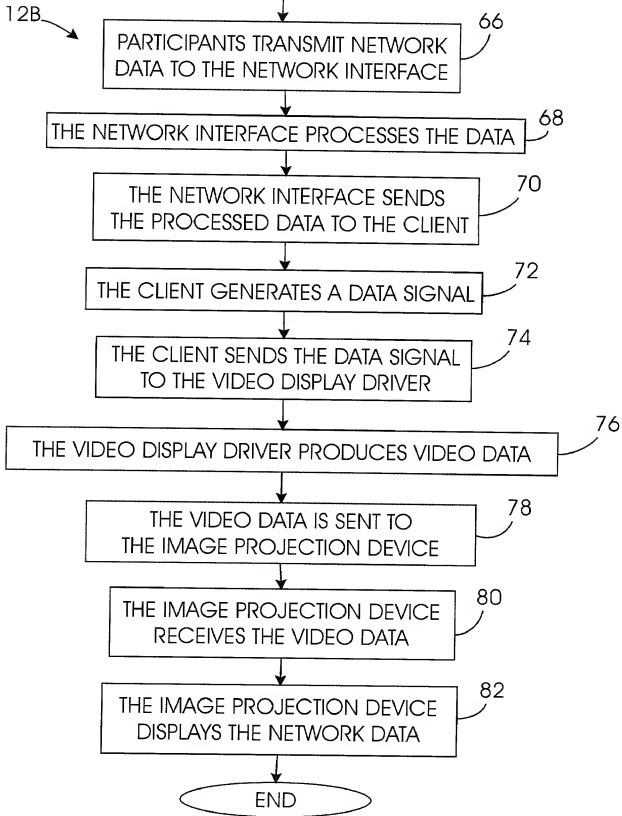 12B
66
PARTICIPANTS TRANSMIT NETWORK
DATA TO THE NETWORK INTERFACE
68
THE NETWORK INTERFACE PROCESSES THE DATA
70
THE NETWORK INTERFACE SENDS
THE PROCESSED DATA TO THE CLIENT
72
THE CLIENT GENERATES A DATA SIGNAL
74
THE CLIENT SENDS THE DATA SIGNAL
TO THE VIDEO DISPLAY DRIVER
76
THE VIDEO DISPLAY DRIVER PRODUCES VIDEO DATA
78
THE VIDEO DATA IS SENT TO
THE IMAGE PROJECTION DEVICE
80
THE IMAGE PROJECTION DEVICE
RECEIVES THE VIDEO DATA
82
THE IMAGE PROJECTION DEVICE
DISPLAYS THE NETWORK DATA
END